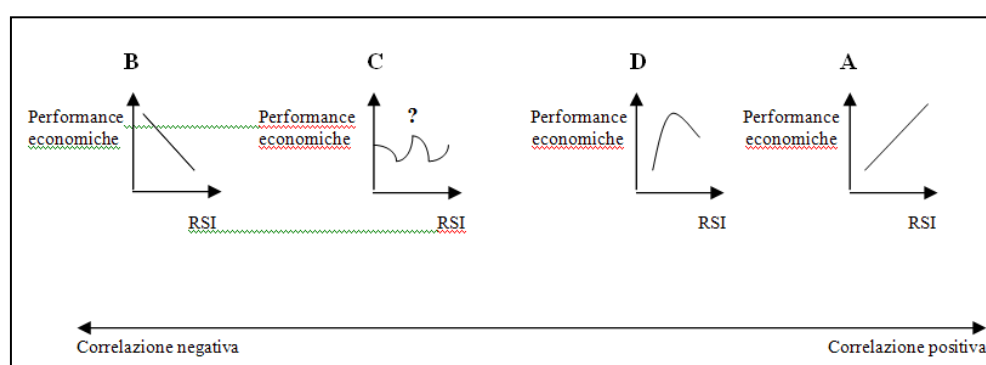 B C D A
?
Performance Performance Performance Performance
economiche economiche economiche economiche
RSI RSI RSI RSI
Correlazione negativa Correlazione positiva